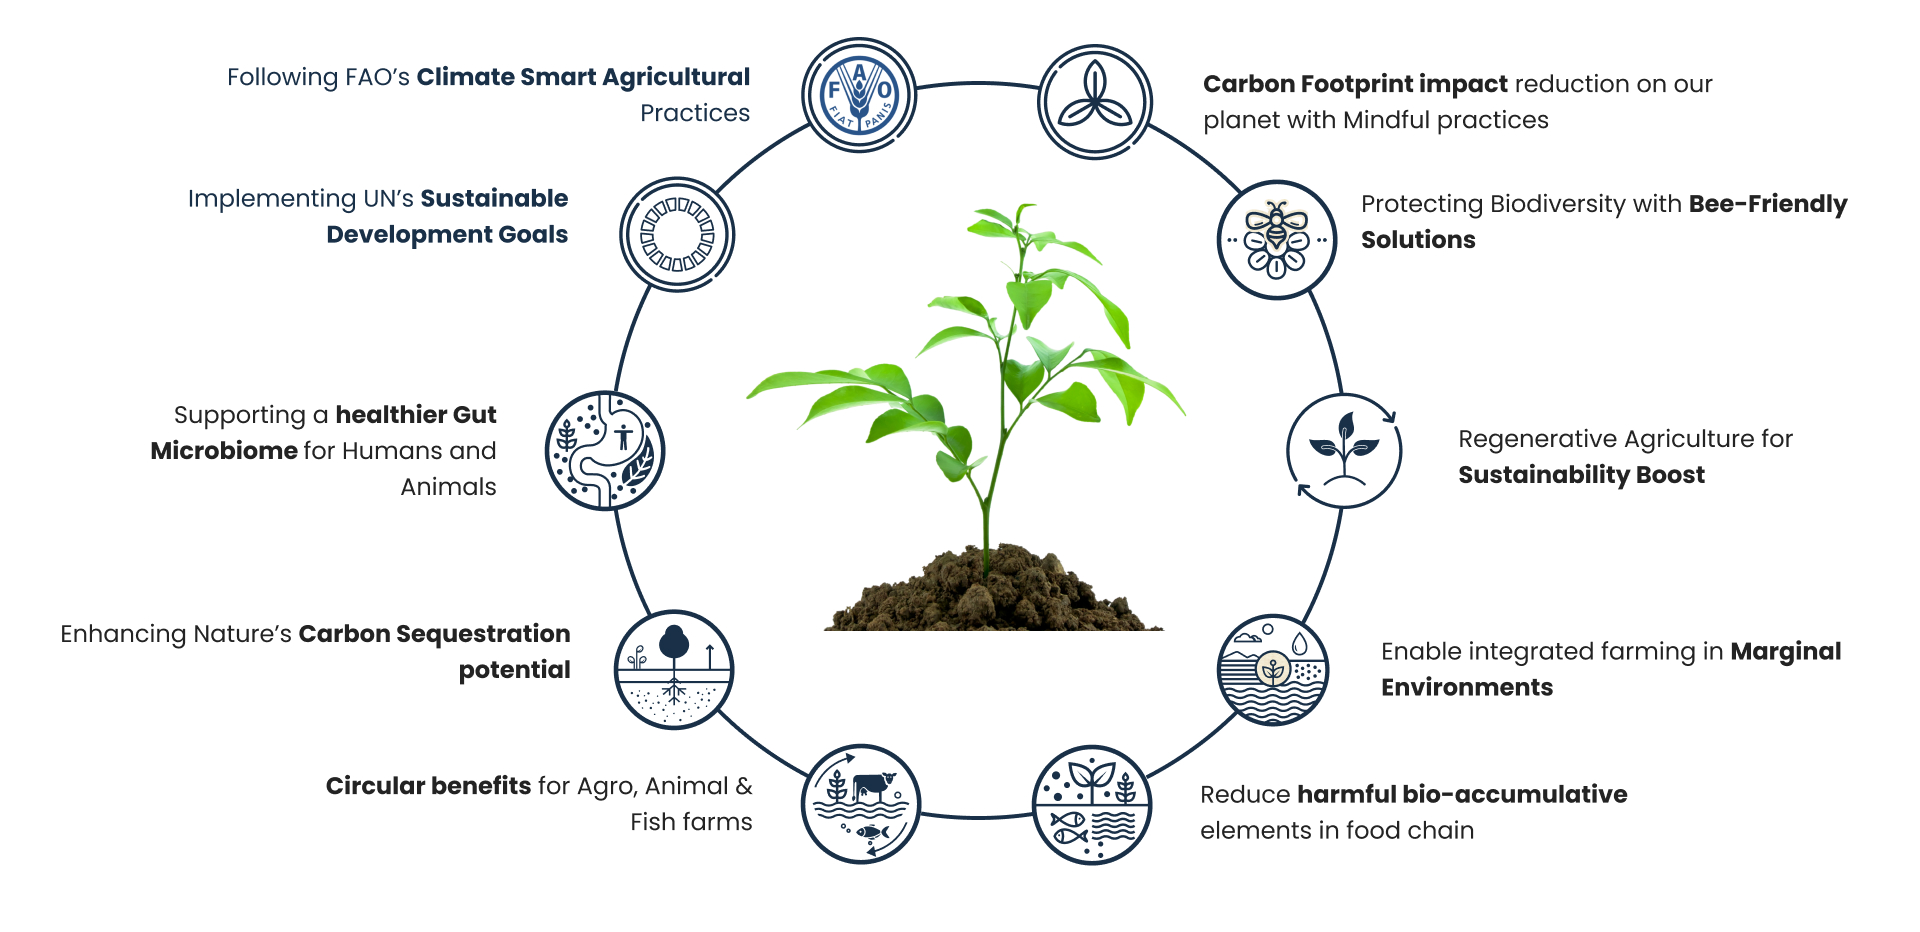 Following FAO’s Climate Smart Agricultural
Practices
F A O
FIAT PANIS
Carbon Footprint impact reduction on our
planet with Mindful practices
Implementing UN’s Sustainable
Development Goals
Protecting Biodiversity with Bee-Friendly
Solutions
Supporting a healthier Gut
Microbiome for Humans and
Animals
Regenerative Agriculture for
Sustainability Boost
Enhancing Nature’s Carbon Sequestration
potential
Enable integrated farming in Marginal
Environments
Circular benefits for Agro, Animal &
Fish farms
Reduce harmful bio-accumulative
elements in food chain